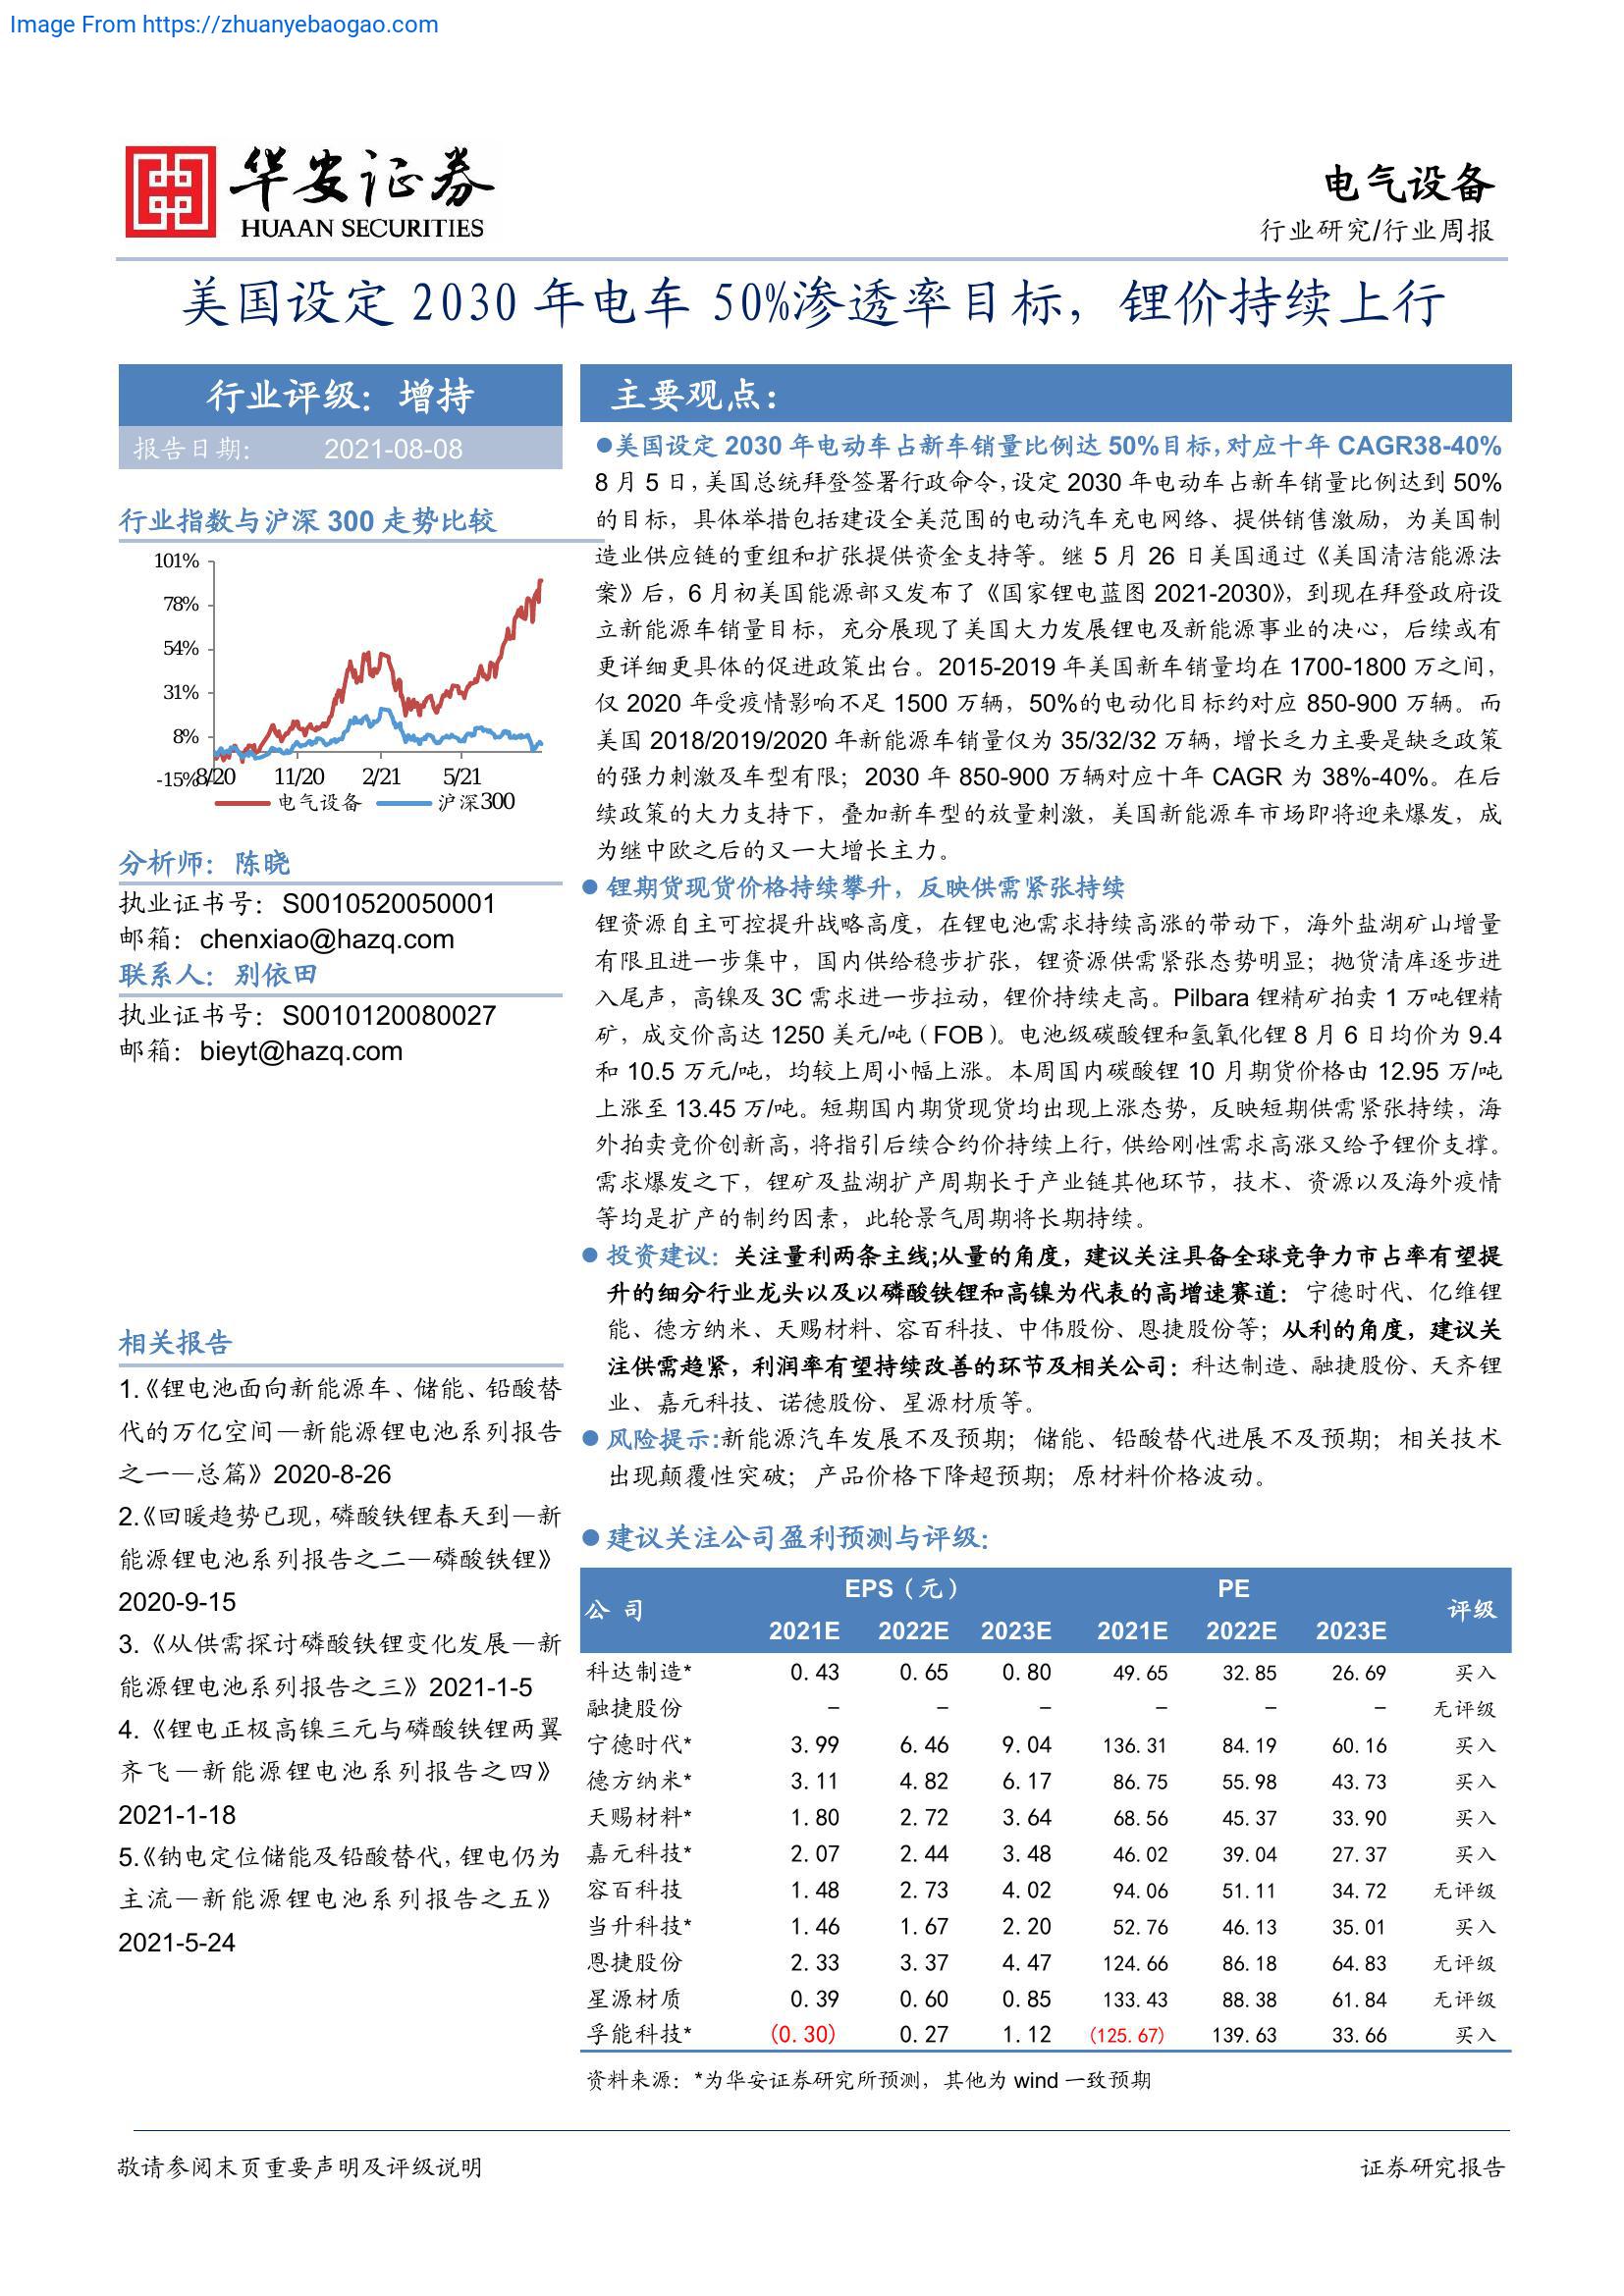 Image From https://zhuanyebaogao.com
华安证券
HUAAN SECURITIES
电气设备
行业研究/行业周报
美国设定 2030 年电车 50%渗透率目标，锂价持续上行
行业评级：增持
报告日期： 2021-08-08
行业指数与沪深 300 走势比较
101%
78%
54%
31%
8%
-15%
8/20 11/20 2/21 5/21
电气设备 沪深300
分析师：陈晓
执业证书号：S0010520050001
邮箱：chenxiao@hazq.com
联系人：别依田
执业证书号：S0010120080027
邮箱：bieyt@hazq.com
相关报告
1.《锂电池面向新能源车、储能、铅酸替
代的万亿空间—新能源锂电池系列报告
之一—总篇》2020-8-26
2.《回暖趋势已现，磷酸铁锂春天到—新
能源锂电池系列报告之二—磷酸铁锂》
2020-9-15
3.《从供需探讨磷酸铁锂变化发展—新
能源锂电池系列报告之三》2021-1-5
4.《锂电正极高镍三元与磷酸铁锂两翼
齐飞—新能源锂电池系列报告之四》
2021-1-18
5.《钠电定位储能及铅酸替代，锂电仍为
主流—新能源锂电池系列报告之五》
2021-5-24
主要观点：
●美国设定 2030 年电动车占新车销量比例达 50%目标，对应十年 CAGR38-40%
8 月 5 日，美国总统拜登签署行政命令，设定 2030 年电动车占新车销量比例达到 50%
的目标，具体举措包括建设全美范围的电动汽车充电网络、提供销售激励，为美国制
造业供应链的重组和扩张提供资金支持等。继 5 月 26 日美国通过《美国清洁能源法
案》后，6 月初美国能源部又发布了《国家锂电蓝图 2021-2030》，到现在拜登政府设
立新能源车销量目标，充分展现了美国大力发展锂电及新能源事业的决心，后续或有
更详细更具体的促进政策出台。2015-2019 年美国新车销量均在 1700-1800 万之间，
仅 2020 年受疫情影响不足 1500 万辆，50%的电动化目标约对应 850-900 万辆。而
美国 2018/2019/2020 年新能源车销量仅为 35/32/32 万辆，增长乏力主要是缺乏政策
的强力刺激及车型有限；2030 年 850-900 万辆对应十年 CAGR 为 38%-40%。在后
续政策的大力支持下，叠加新车型的放量刺激，美国新能源车市场即将迎来爆发，成
为继中欧之后的又一大增长主力。
● 锂期货现货价格持续攀升，反映供需紧张持续
锂资源自主可控提升战略高度，在锂电池需求持续高涨的带动下，海外盐湖矿山增量
有限且进一步集中，国内供给稳步扩张，锂资源供需紧张态势明显；抛货清库逐步进
入尾声，高镍及 3C 需求进一步拉动，锂价持续走高。Pilbara 锂精矿拍卖 1 万吨锂精
矿，成交价高达 1250 美元/吨（FOB）。电池级碳酸锂和氢氧化锂 8 月 6 日均价为 9.4
和 10.5 万元/吨，均较上周小幅上涨。本周国内碳酸锂 10 月期货价格由 12.95 万/吨
上涨至 13.45 万/吨。短期国内期货现货均出现上涨态势，反映短期供需紧张持续，海
外拍卖竞价创新高，将指引后续合约价持续上行，供给刚性需求高涨又给予锂价支撑。
需求爆发之下，锂矿及盐湖扩产周期长于产业链其他环节，技术、资源以及海外疫情
等均是扩产的制约因素，此轮景气周期将长期持续。
● 投资建议：关注量利两条主线;从量的角度，建议关注具备全球竞争力市占率有望提
升的细分行业龙头以及以磷酸铁锂和高镍为代表的高增速赛道：宁德时代、亿维锂
能、德方纳米、天赐材料、容百科技、中伟股份、恩捷股份等；从利的角度，建议关
注供需趋紧，利润率有望持续改善的环节及相关公司：科达制造、融捷股份、天齐锂
业、嘉元科技、诺德股份、星源材质等。
● 风险提示:新能源汽车发展不及预期；储能、铅酸替代进展不及预期；相关技术
出现颠覆性突破；产品价格下降超预期；原材料价格波动。
● 建议关注公司盈利预测与评级：
公 司 EPS（元） PE 评级
2021E 2022E 2023E 2021E 2022E 2023E
科达制造* 0.43 0.65 0.80 49.65 32.85 26.69 买入
融捷股份 — — — — — — 无评级
宁德时代* 3.99 6.46 9.04 136.31 84.19 60.16 买入
德方纳米* 3.11 4.82 6.17 86.75 55.98 43.73 买入
天赐材料* 1.80 2.72 3.64 68.56 45.37 33.90 买入
嘉元科技* 2.07 2.44 3.48 46.02 39.04 27.37 买入
容百科技 1.48 2.73 4.02 94.06 51.11 34.72 无评级
当升科技* 1.46 1.67 2.20 52.76 46.13 35.01 买入
恩捷股份 2.33 3.37 4.47 124.66 86.18 64.83 无评级
星源材质 0.39 0.60 0.85 133.43 88.38 61.84 无评级
孚能科技* (0.30) 0.27 1.12 (125.67) 139.63 33.66 买入
资料来源：*为华安证券研究所预测，其他为 wind 一致预期
敬请参阅末页重要声明及评级说明
证券研究报告